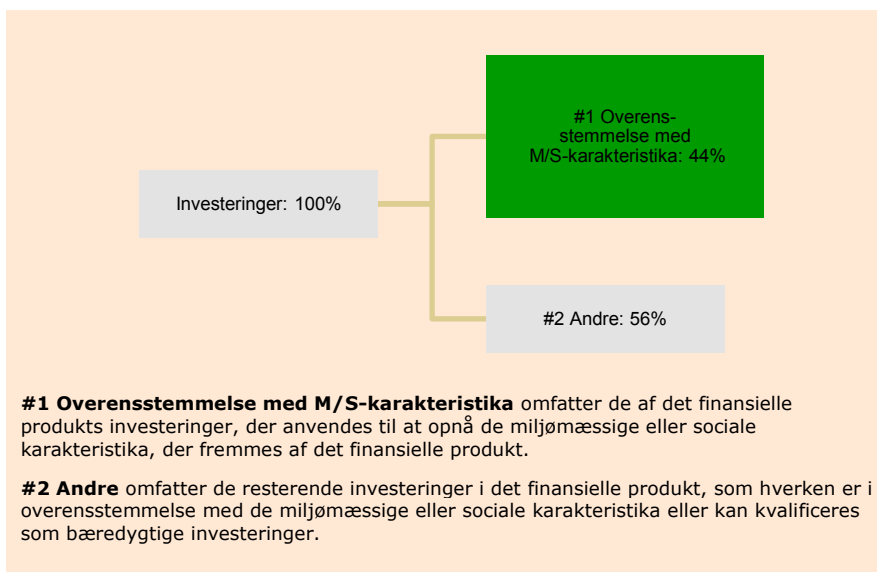 #1 Overens-
stemmelse med
M/S-karakteristika: 44%
Investeringer: 100%
#2 Andre: 56%
#1 Overensstemmelse med M/S-karakteristika omfatter de af det finansielle
produkts investeringer, der anvendes til at opnå de miljømæssige eller sociale
karakteristika, der fremmes af det finansielle produkt.
#2 Andre omfatter de resterende investeringer i det finansielle produkt, som hverken er i
overensstemmelse med de miljømæssige eller sociale karakteristika eller kan kvalificeres
som bæredygtige investeringer.